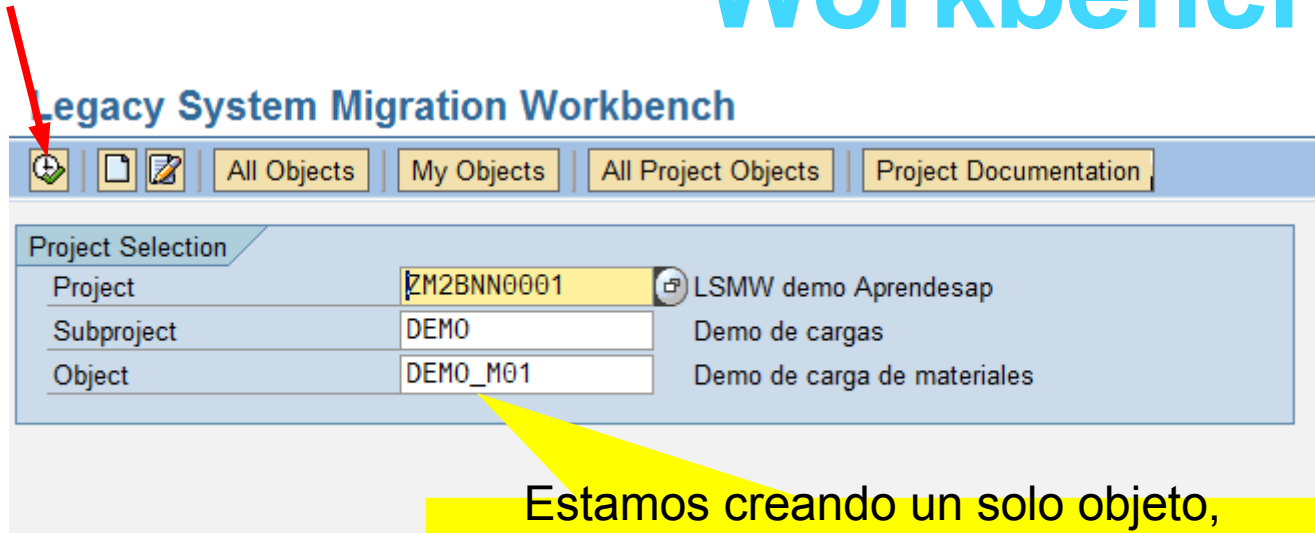 Workbench
Legacy System Migration Workbench
All Objects My Objects All Project Objects Project Documentation
Project Selection
Project ZM2BNN0001 LSMW demo Aprendesap
Subproject DEMO Demo de cargas
Object DEMO_M01 Demo de carga de materiales
Estamos creando un solo objeto,